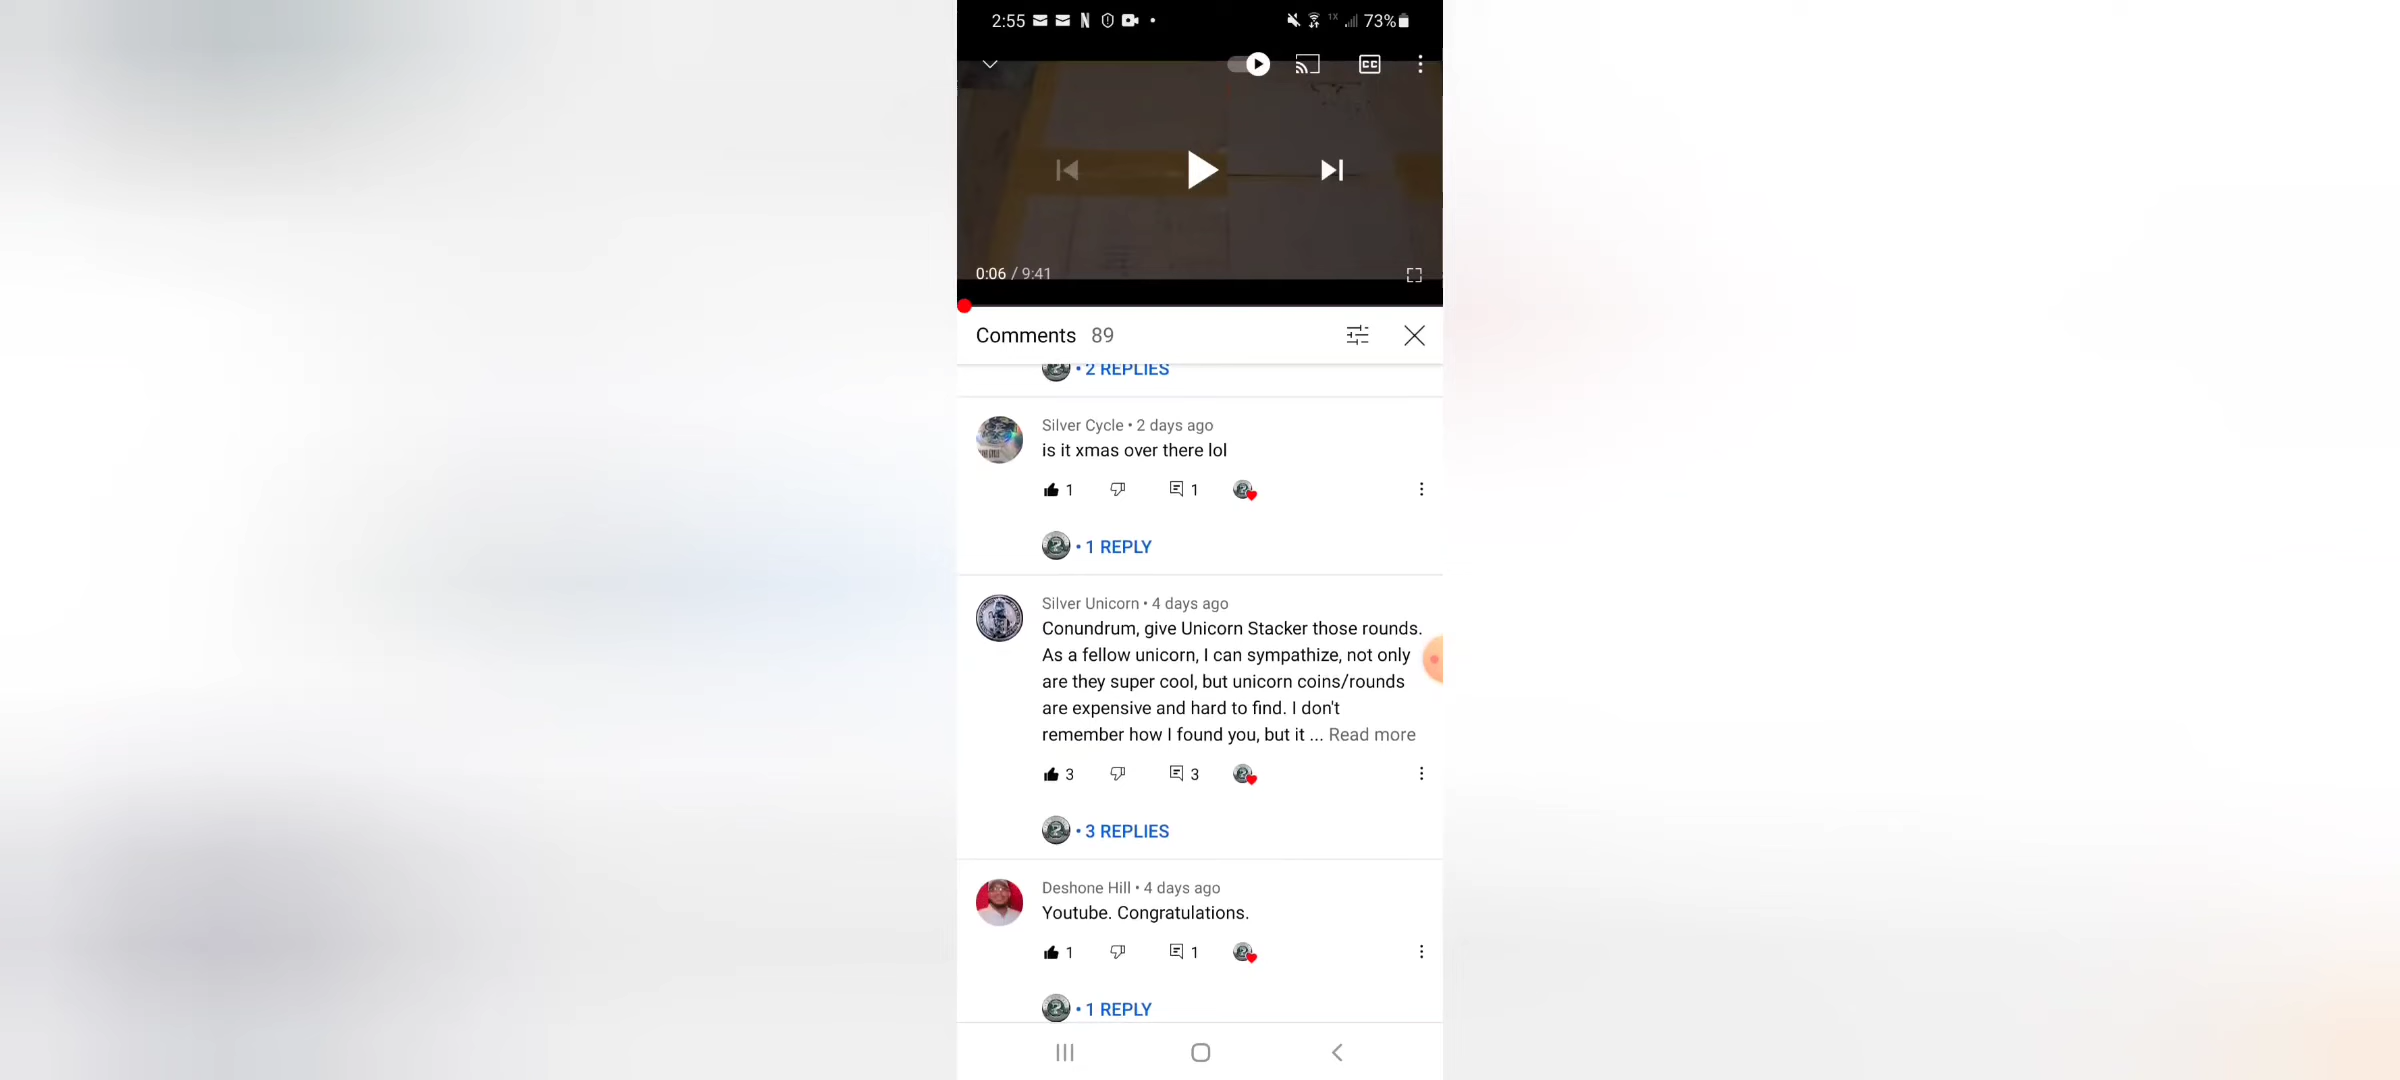 2:55
1X 73%
CC
0:06 / 9:41
Comments 89
• 2 REPLIES
Silver Cycle • 2 days ago
is it xmas over there lol
1 1
• 1 REPLY
Silver Unicorn • 4 days ago
Conundrum, give Unicorn Stacker those rounds.
As a fellow unicorn, I can sympathize, not only
are they super cool, but unicorn coins/rounds
are expensive and hard to find. I don't
remember how I found you, but it ... Read more
3 3
• 3 REPLIES
Deshone Hill • 4 days ago
Youtube. Congratulations.
1 1
• 1 REPLY